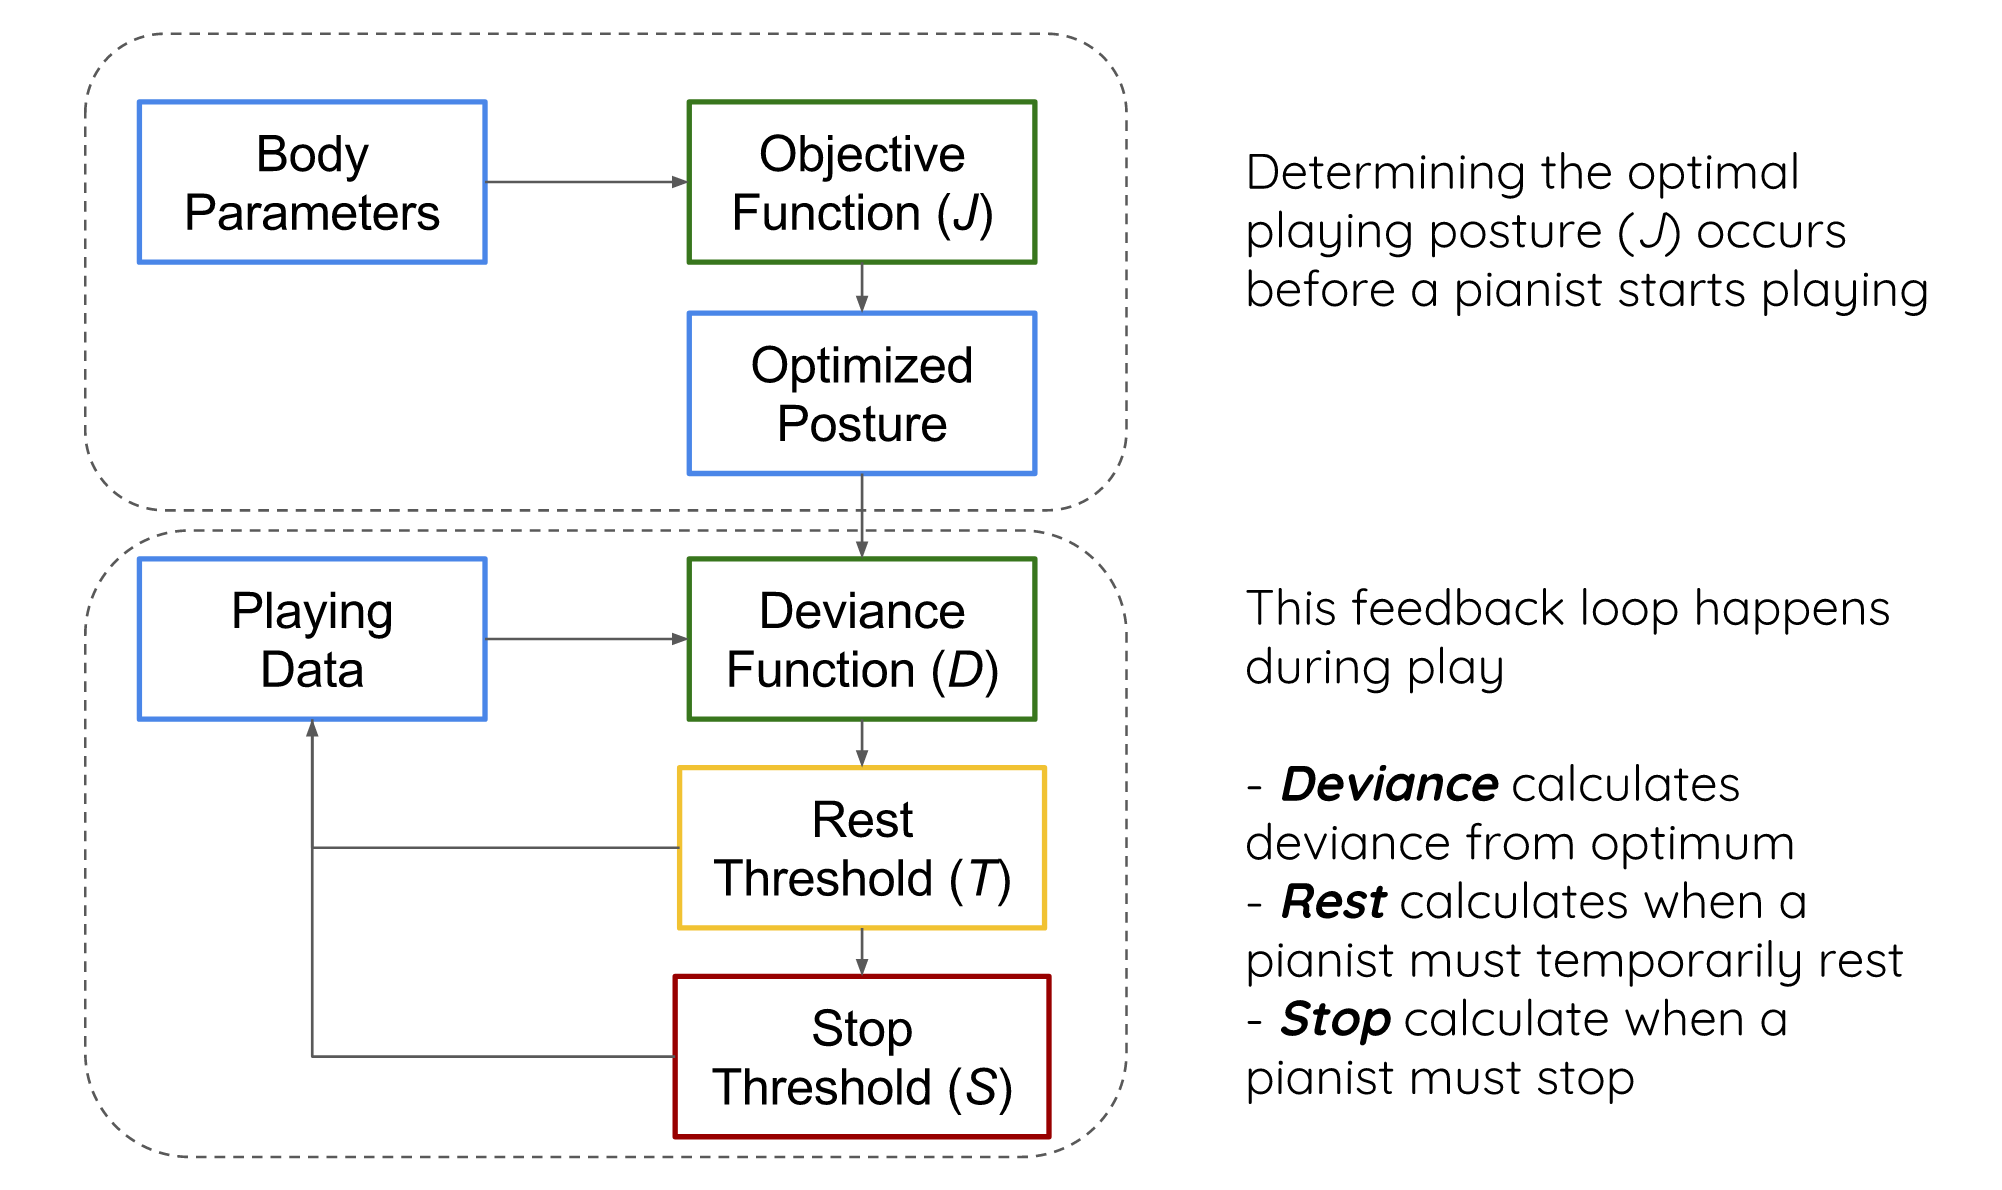 Body
Parameters
Objective
Function (J)
Optimized
Posture
Determining the optimal
playing posture (J) occurs
before a pianist starts playing
Playing
Data
Deviance
Function (D)
Rest
Threshold (T)
Stop
Threshold (S)
This feedback loop happens
during play
- Deviance calculates
deviance from optimum
- Rest calculates when a
pianist must temporarily rest
- Stop calculate when a
pianist must stop